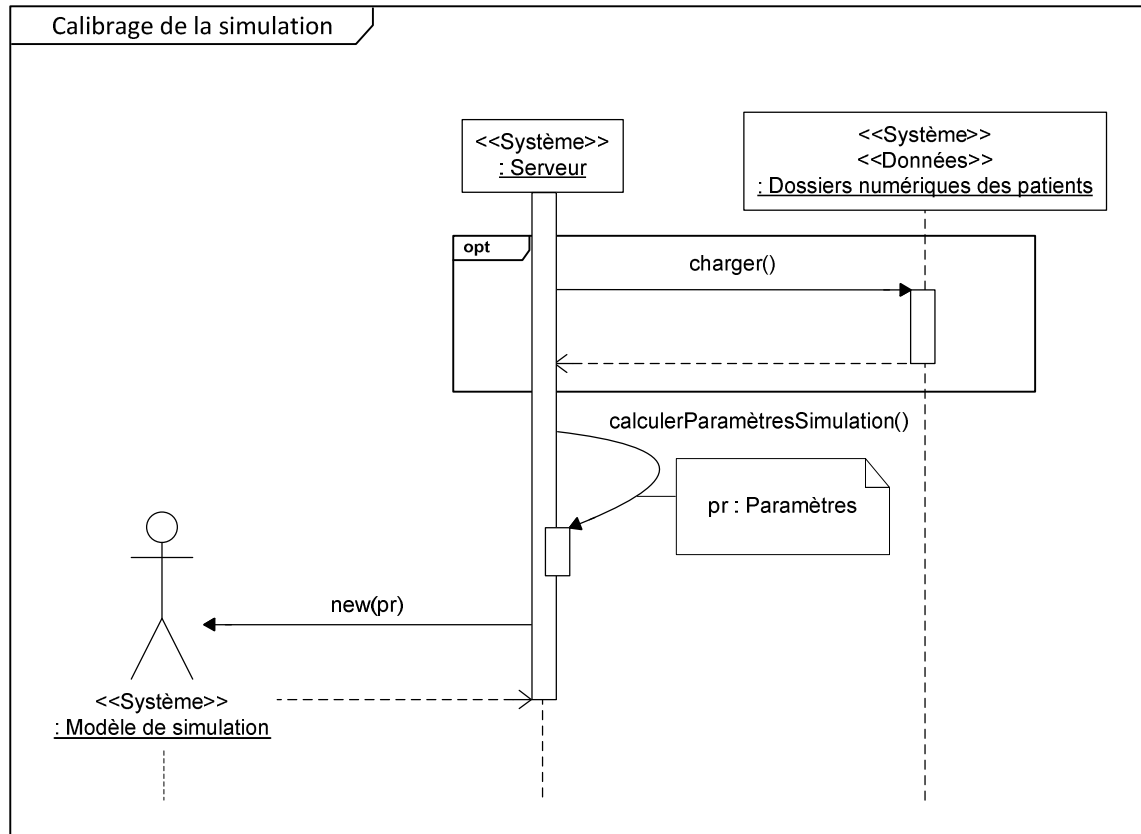 Calibrage de la simulation
<<Système>>
: Serveur
<<Système>>
<<Données>>
: Dossiers numériques des patients
opt
charger()
calculerParamètresSimulation()
pr : Paramètres
new(pr)
<<Système>>
: Modèle de simulation